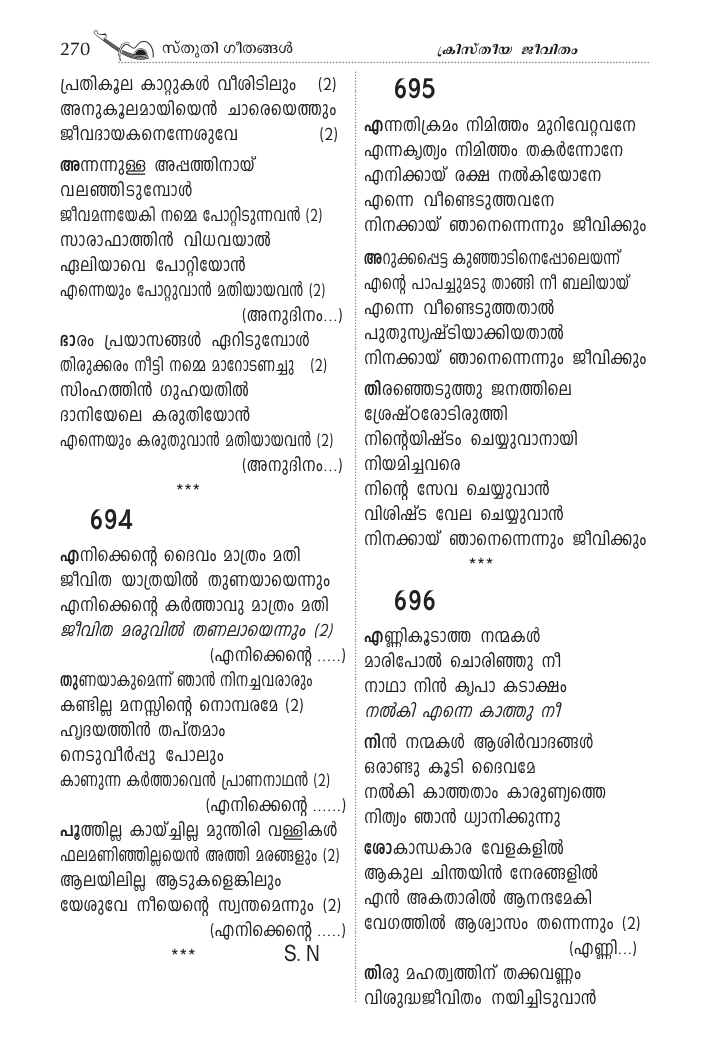 270 സ്തുതി ഗീതങ്ങൾ
ക്രിസ്തീയ ജീവിതം
പ്രതികൂല കാറ്റുകൾ വീശിടിലും (2)
അനുകൂലമായിയെൻ ചാരെയെത്തും
ജീവദായകനെന്നേശുവേ (2)
അന്നന്നുള്ള അപ്പത്തിനായ്
വലഞ്ഞിടുമ്പോൾ
ജീവമന്നയേകി നമ്മെ പോറ്റിടുന്നവൻ (2)
സാരാഫാത്തിൻ വിധവയാൽ
ഏലിയാവെ പോറ്റിയോൻ
എന്നെയും പോറ്റുവാൻ മതിയായവൻ (2)
(അനുദിനം...)
ഭാരം പ്രയാസങ്ങൾ ഏറിടുമ്പോൾ
തിരുക്കരം നീട്ടി നമ്മെ മാറോടണച്ചു (2)
സിംഹത്തിൻ ഗുഹയതിൽ
ദാനിയേലെ കരുതിയോൻ
എന്നെയും കരുതുവാൻ മതിയായവൻ (2)
(അനുദിനം...)
***
694
എനിക്കെന്റെ ദൈവം മാത്രം മതി
ജീവിത യാത്രയിൽ തുണയായെന്നും
എനിക്കെന്റെ കർത്താവു മാത്രം മതി
ജീവിത മരുവിൽ തണലായെന്നും (2)
(എനിക്കെന്റെ .....)
തുണയാകുമെന്ന് ഞാൻ നിനച്ചവരാരും
കണ്ടില്ല മനസ്സിന്റെ നൊമ്പരമേ (2)
ഹൃദയത്തിൻ തപ്തമാം
നെടുവീർപ്പു പോലും
കാണുന്ന കർത്താവെൻ പ്രാണനാഥൻ (2)
(എനിക്കെന്റെ ......)
പൂത്തില്ല കായ്ച്ചില്ല മുന്തിരി വള്ളികൾ
ഫലമണിഞ്ഞില്ലയെൻ അത്തി മരങ്ങളും (2)
ആലയിലില്ല ആടുകളെങ്കിലും
യേശുവേ നീയെന്റെ സ്വന്തമെന്നും (2)
(എനിക്കെന്റെ .....)
*** S. N
695
എന്നതിക്രമം നിമിത്തം മുറിവേറ്റവനേ
എന്നകൃത്യം നിമിത്തം തകർന്നോനേ
എനിക്കായ് രക്ഷ നൽകിയോനേ
എന്നെ വീണ്ടെടുത്തവനേ
നിനക്കായ് ഞാനെന്നെന്നും ജീവിക്കും
അറുക്കപ്പെട്ട കുഞ്ഞാടിനെപ്പോലെയന്ന്
എന്റെ പാപച്ചുമടു താങ്ങി നീ ബലിയായ്
എന്നെ വീണ്ടെടുത്തതാൽ
പുതുസൃഷ്ടിയാക്കിയതാൽ
നിനക്കായ് ഞാനെന്നെന്നും ജീവിക്കും
തിരഞ്ഞെടുത്തു ജനത്തിലെ
ശ്രേഷ്ഠരോടിരുത്തി
നിന്റെയിഷ്ടം ചെയ്യുവാനായി
നിയമിച്ചവരെ
നിന്റെ സേവ ചെയ്യുവാൻ
വിശിഷ്ട വേല ചെയ്യുവാൻ
നിനക്കായ് ഞാനെന്നെന്നും ജീവിക്കും
***
696
എണ്ണികൂടാത്ത നന്മകൾ
മാരിപോൽ ചൊരിഞ്ഞു നീ
നാഥാ നിൻ കൃപാ കടാക്ഷം
നൽകി എന്നെ കാത്തു നീ
നിൻ നന്മകൾ ആശിർവാദങ്ങൾ
ഒരാണ്ടു കൂടി ദൈവമേ
നൽകി കാത്തതാം കാരുണ്യത്തെ
നിത്യം ഞാൻ ധ്യാനിക്കുന്നു
ശോകാന്ധകാര വേളകളിൽ
ആകുല ചിന്തയിൻ നേരങ്ങളിൽ
എൻ അകതാരിൽ ആനന്ദമേകി
വേഗത്തിൽ ആശ്വാസം തന്നെന്നും (2)
(എണ്ണി...)
തിരു മഹത്വത്തിന് തക്കവണ്ണം
വിശുദ്ധജീവിതം നയിച്ചിടുവാൻ